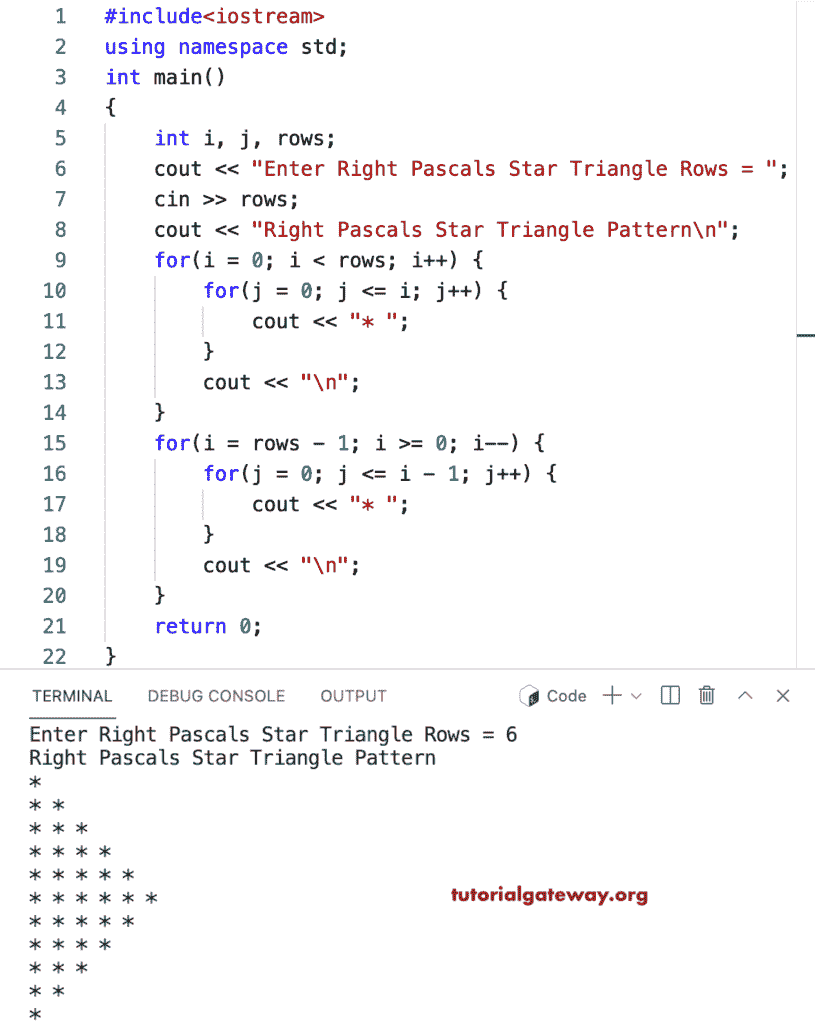 1 #include<iostream>
2 using namespace std;
3 int main()
4 {
5     int i, j, rows;
6     cout << "Enter Right Pascals Star Triangle Rows = ";
7     cin >> rows;
8     cout << "Right Pascals Star Triangle Pattern\n";
9     for(i = 0; i < rows; i++) {
10         for(j = 0; j <= i; j++) {
11             cout << "* ";
12         }
13         cout << "\n";
14     }
15     for(i = rows - 1; i >= 0; i--) {
16         for(j = 0; j <= i - 1; j++) {
17             cout << "* ";
18         }
19         cout << "\n";
20     }
21     return 0;
22 }
TERMINAL DEBUG CONSOLE OUTPUT Code
Enter Right Pascals Star Triangle Rows = 6
Right Pascals Star Triangle Pattern
*
* *
* * *
* * * *
* * * * *
* * * * * * tutorialgateway.org
* * * * *
* * * *
* * *
* *
*